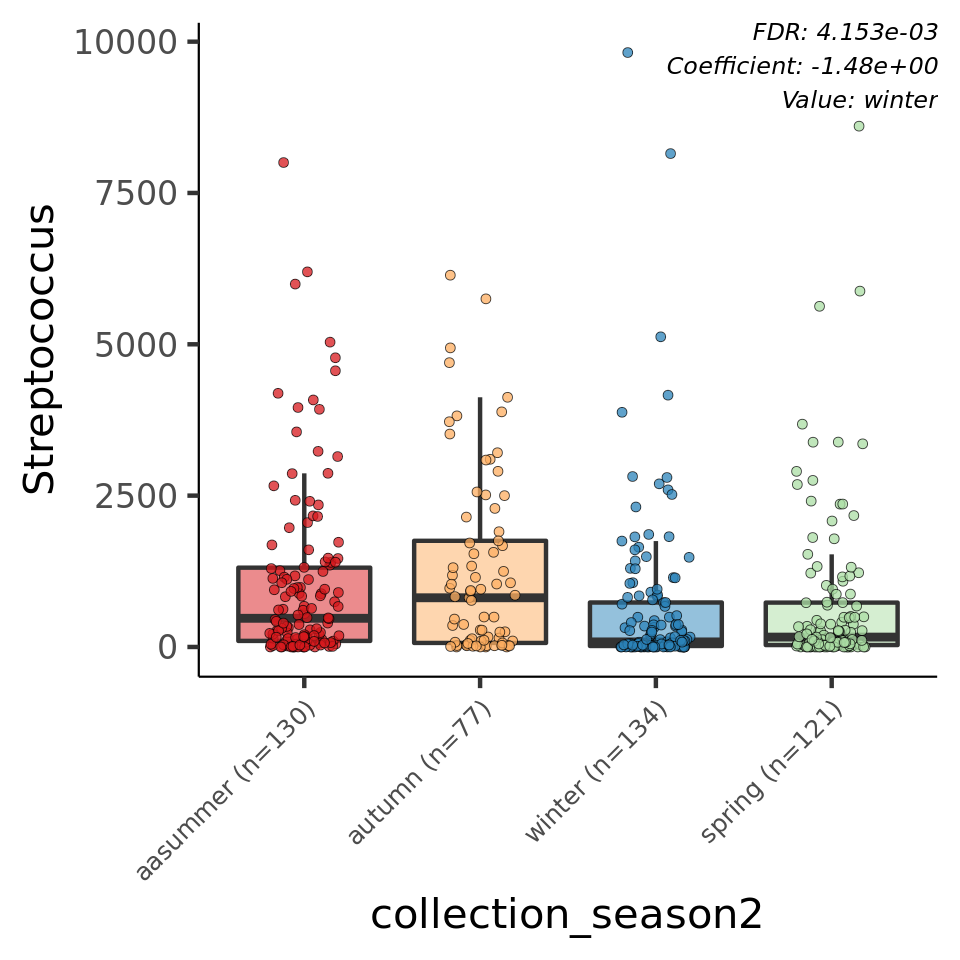 FDR: 4.153e-03
Coefficient: -1.48e+00
Value: winter
Streptococcus
10000
7500
5000
2500
0
aasummer (n=130)
autumn (n=77)
winter (n=134)
spring (n=121)
collection_season2